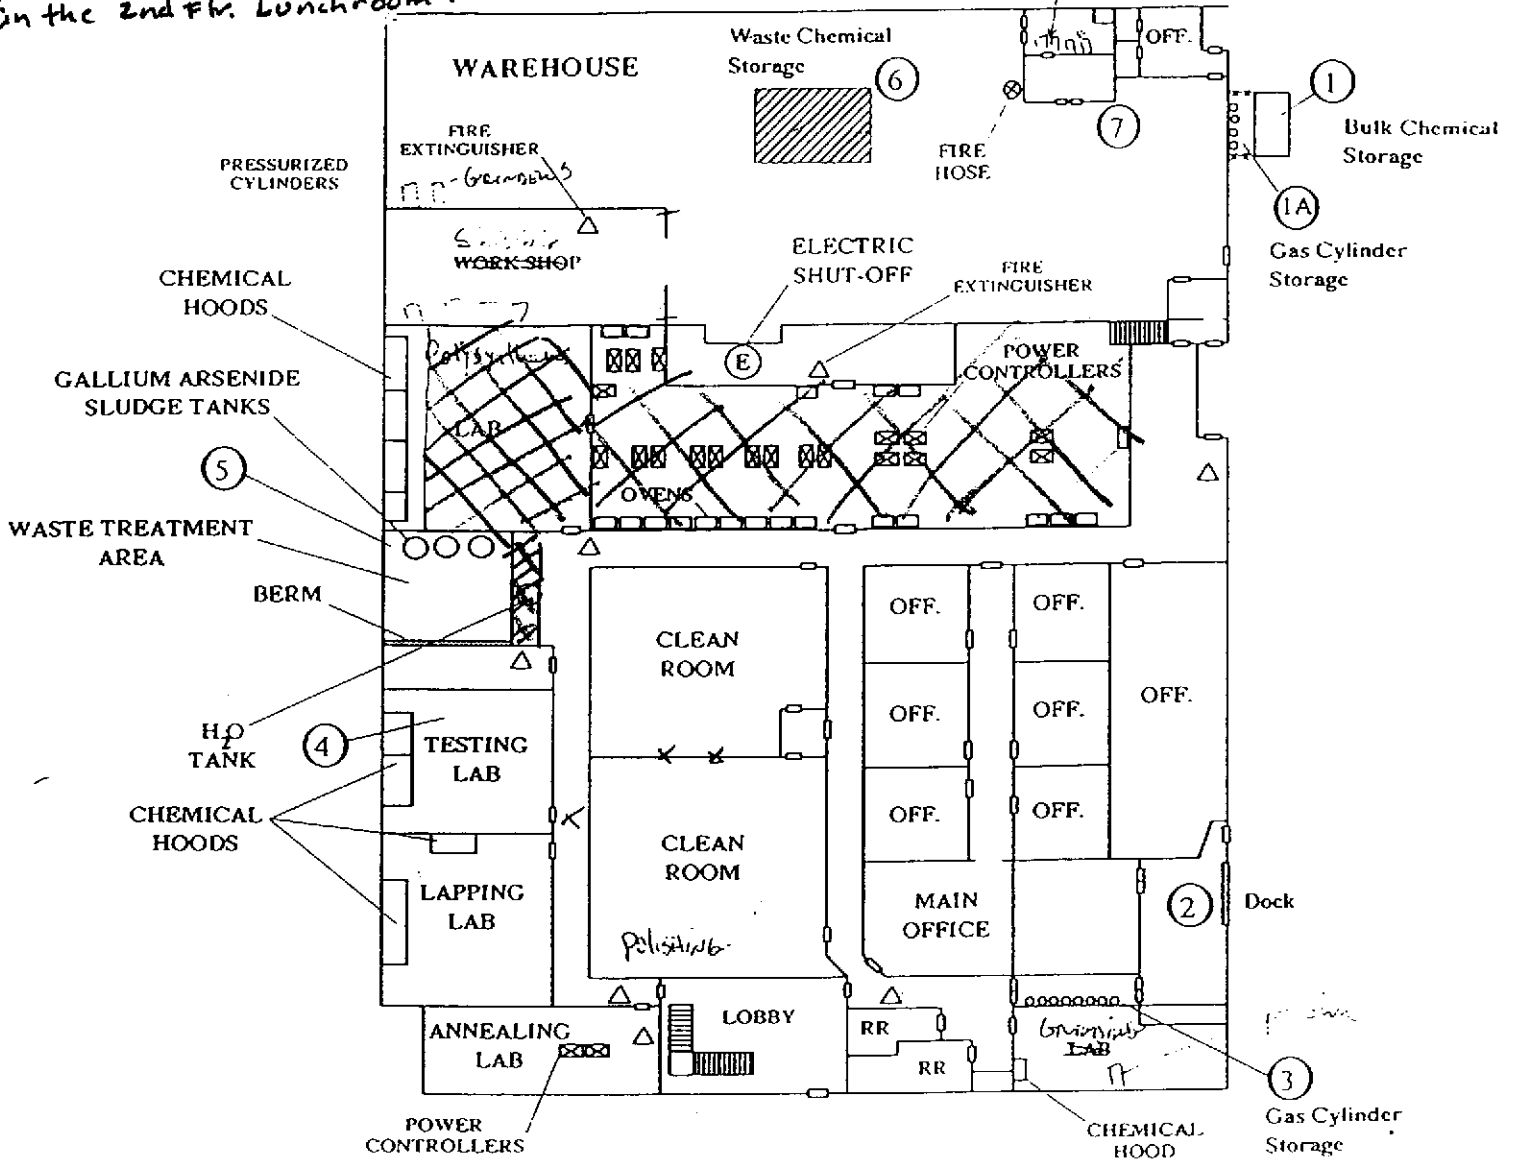 in the 2nd Flr. Lunchroom.
WAREHOUSE
Waste Chemical
Storage
6
OFF.
1
Bulk Chemical
Storage
7
FIRE
HOSE
1A
Gas Cylinder
Storage
PRESSURIZED
CYLINDERS
FIRE
EXTINGUISHER
WORK SHOP
ELECTRIC
SHUT-OFF
FIRE
EXTINGUISHER
CHEMICAL
HOODS
E
POWER
CONTROLLERS
GALLIUM ARSENIDE
SLUDGE TANKS
LAB
5
OVENS
WASTE TREATMENT
AREA
BERM
CLEAN
ROOM
OFF.
OFF.
OFF.
OFF.
OFF.
H2O
TANK
4
TESTING
LAB
CHEMICAL
HOODS
OFF.
OFF.
CLEAN
ROOM
LAPPING
LAB
MAIN
OFFICE
2
Dock
Polishing
ANNEALING
LAB
LOBBY
RR
RR
LAB
3
Gas Cylinder
Storage
POWER
CONTROLLERS
CHEMICAL
HOOD